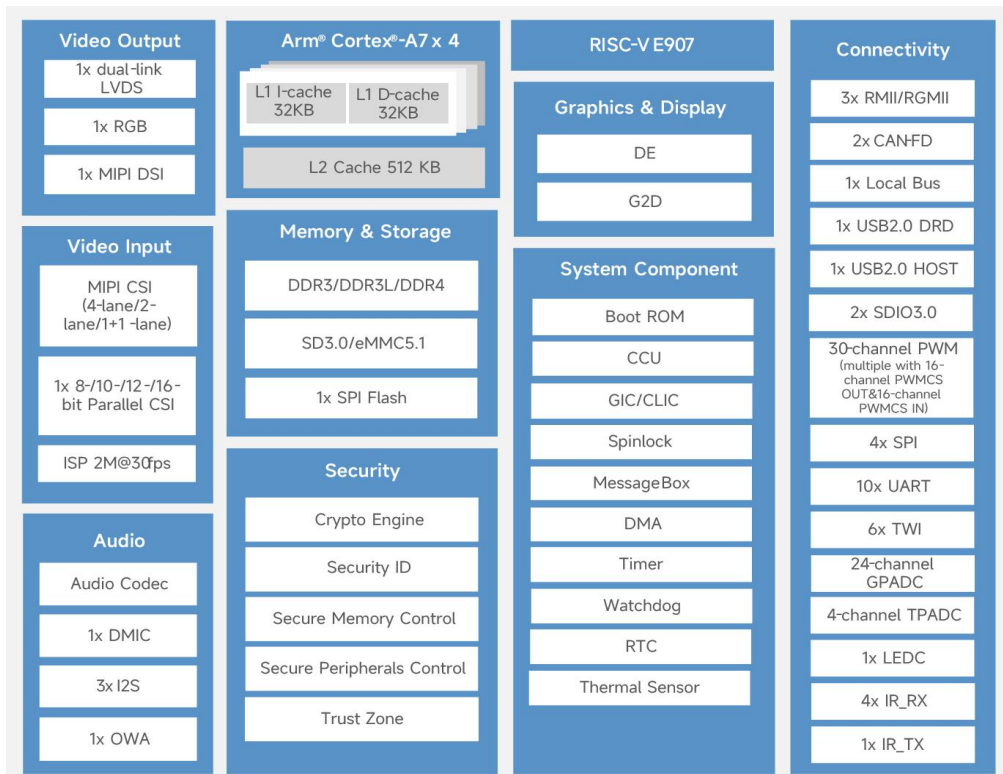 Video Output
1x dual-link
LVDS
1x RGB
1x MIPI DSI
Video Input
MIPI CSI
(4-lane/2-
lane/1+1 -lane)
1x 8-/10-/12-/16-
bit Parallel CSI
ISP 2M@30fps
Audio
Audio Codec
1x DMIC
3x I2S
1x OWA
Arm® Cortex®-A7 x 4
L1 I-cache
32KB
L1 D-cache
32KB
L2 Cache 512 KB
Memory & Storage
DDR3/DDR3L/DDR4
SD3.0/eMMC5.1
1x SPI Flash
Security
Crypto Engine
Security ID
Secure Memory Control
Secure Peripherals Control
Trust Zone
RISC-V E907
Graphics & Display
DE
G2D
System Component
Boot ROM
CCU
GIC/CLIC
Spinlock
MessageBox
DMA
Timer
Watchdog
RTC
Thermal Sensor
Connectivity
3x RMII/RGMII
2x CAN-FD
1x Local Bus
1x USB2.0 DRD
1x USB2.0 HOST
2x SDIO3.0
30-channel PWM
(multiple with 16-
channel PWMCS
OUT&16-channel
PWMCS IN)
4x SPI
10x UART
6x TWI
24-channel
GPADC
4-channel TPADC
1x LEDC
4x IR_RX
1x IR_TX